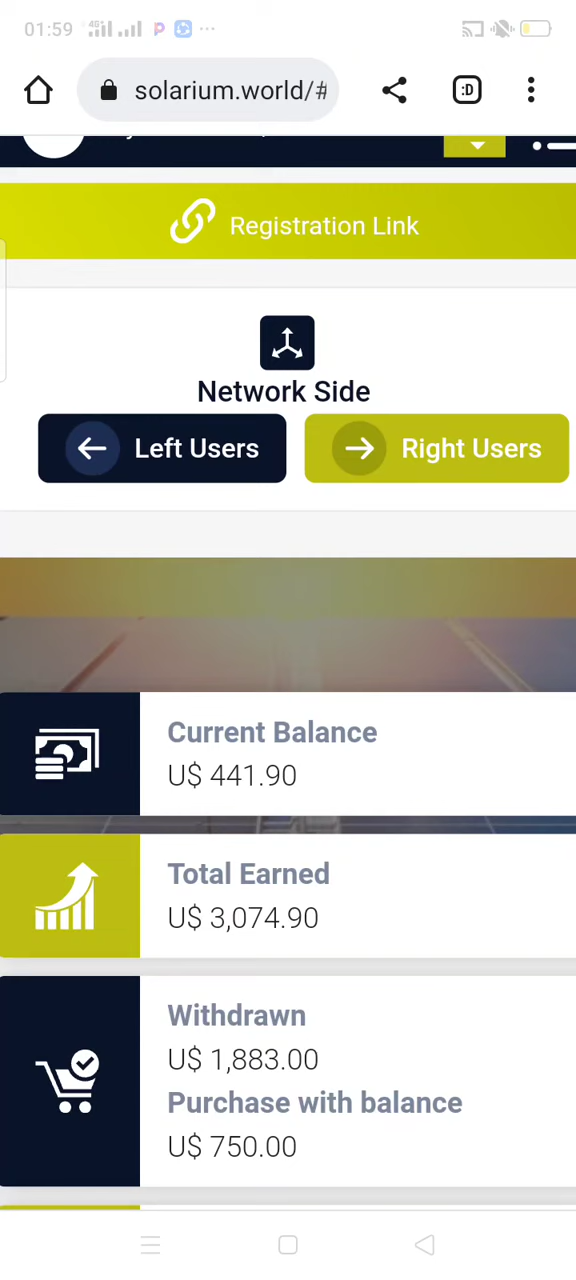 01:59 4G+ P ...
solarium.world/#
:D
Registration Link
Network Side
Left Users
Right Users
Current Balance
U$ 441.90
Total Earned
U$ 3,074.90
Withdrawn
U$ 1,883.00
Purchase with balance
U$ 750.00